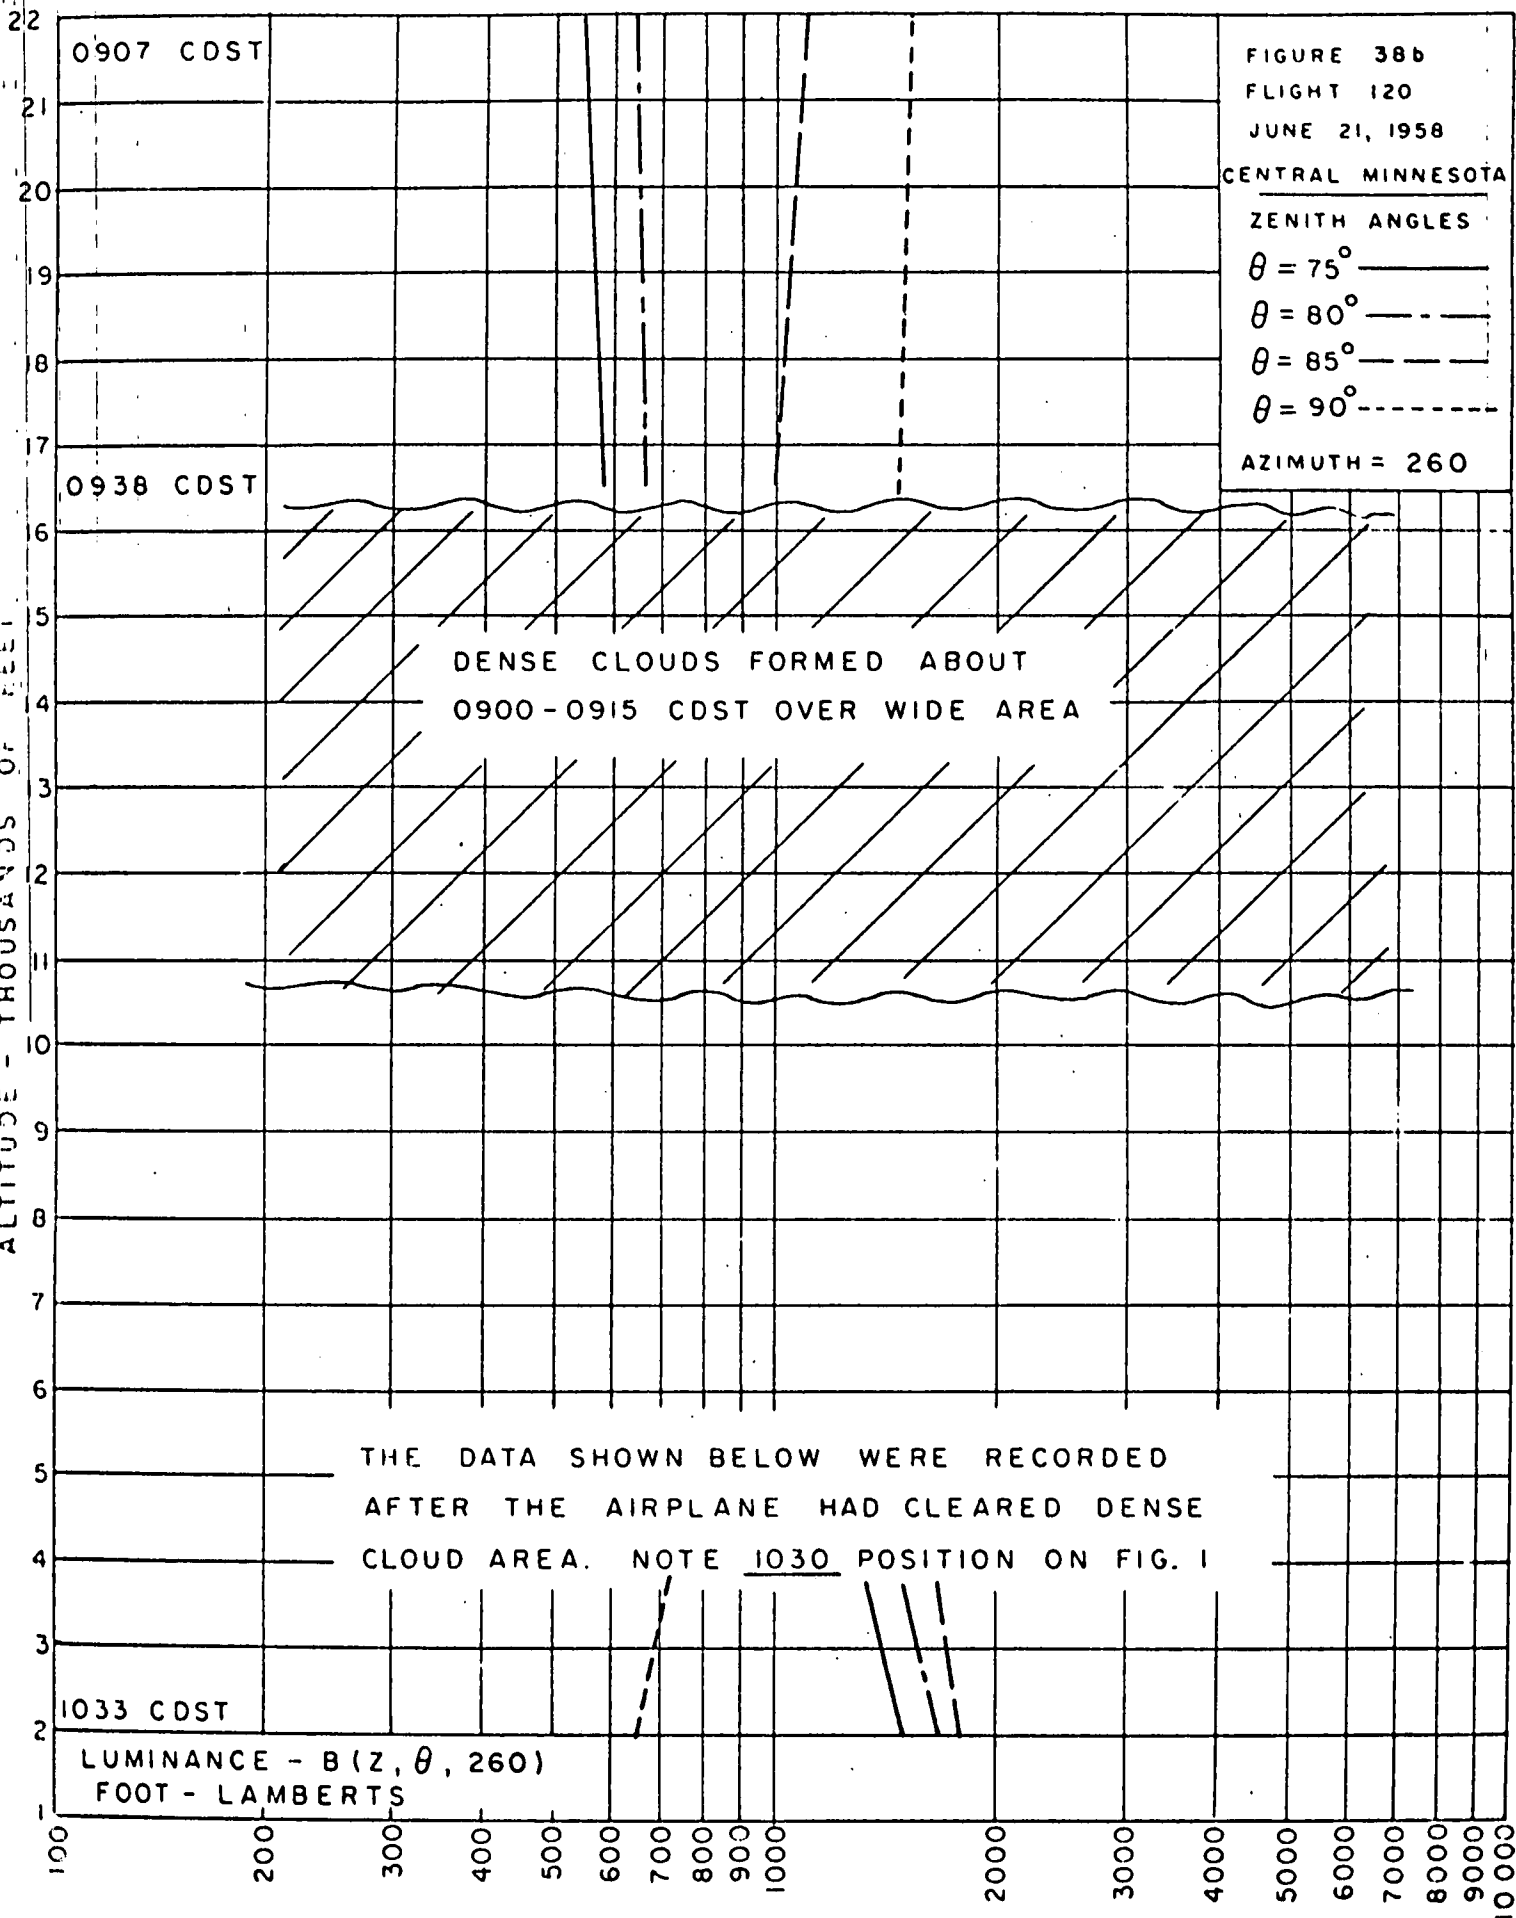 0907 CDST
FIGURE 38b
FLIGHT 120
JUNE 21, 1958
CENTRAL MINNESOTA
ZENITH ANGLES
θ = 75°
θ = 80°
θ = 85°
θ = 90°
AZIMUTH = 260
0938 CDST
DENSE CLOUDS FORMED ABOUT
0900-0915 CDST OVER WIDE AREA
THE DATA SHOWN BELOW WERE RECORDED
AFTER THE AIRPLANE HAD CLEARED DENSE
CLOUD AREA. NOTE 1030 POSITION ON FIG. 1
1033 CDST
LUMINANCE - B (Z, θ, 260)
FOOT - LAMBERTS
ALTITUDE - THOUSANDS OF FEET
22
21
20
19
18
17
16
15
14
13
12
11
10
9
8
7
6
5
4
3
2
1
100
200
300
400
500
600
700
800
900
1000
2000
3000
4000
5000
6000
7000
8000
9000
10000